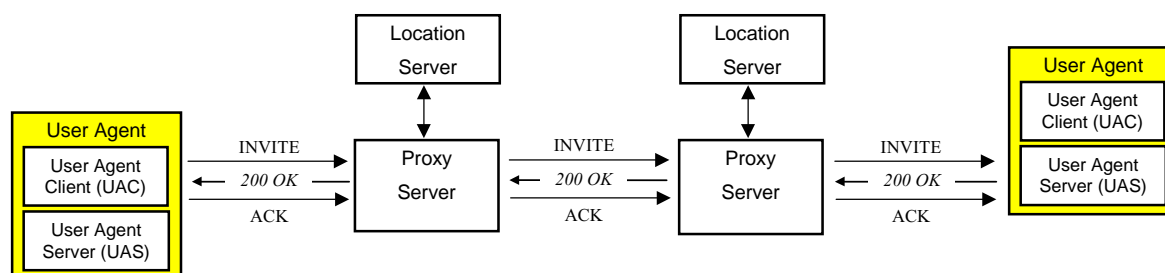 Location
Server
Location
Server
User Agent
User Agent
Client (UAC)
User Agent
Server (UAS)
INVITE
200 OK
ACK
Proxy
Server
INVITE
200 OK
ACK
Proxy
Server
INVITE
200 OK
ACK
User Agent
User Agent
Client (UAC)
User Agent
Server (UAS)